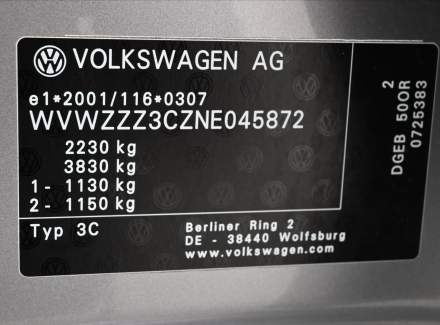 VOLKSWAGEN AG
e1*2001/116*0307
WVWZZZ3CZNE045872
2230 kg
3830 kg
1 - 1130 kg
2 - 1150 kg
Typ 3C
Berliner Ring 2
DE - 38440 Wolfsburg
www.volkswagen.com
2
DGEB 50OR
0725383